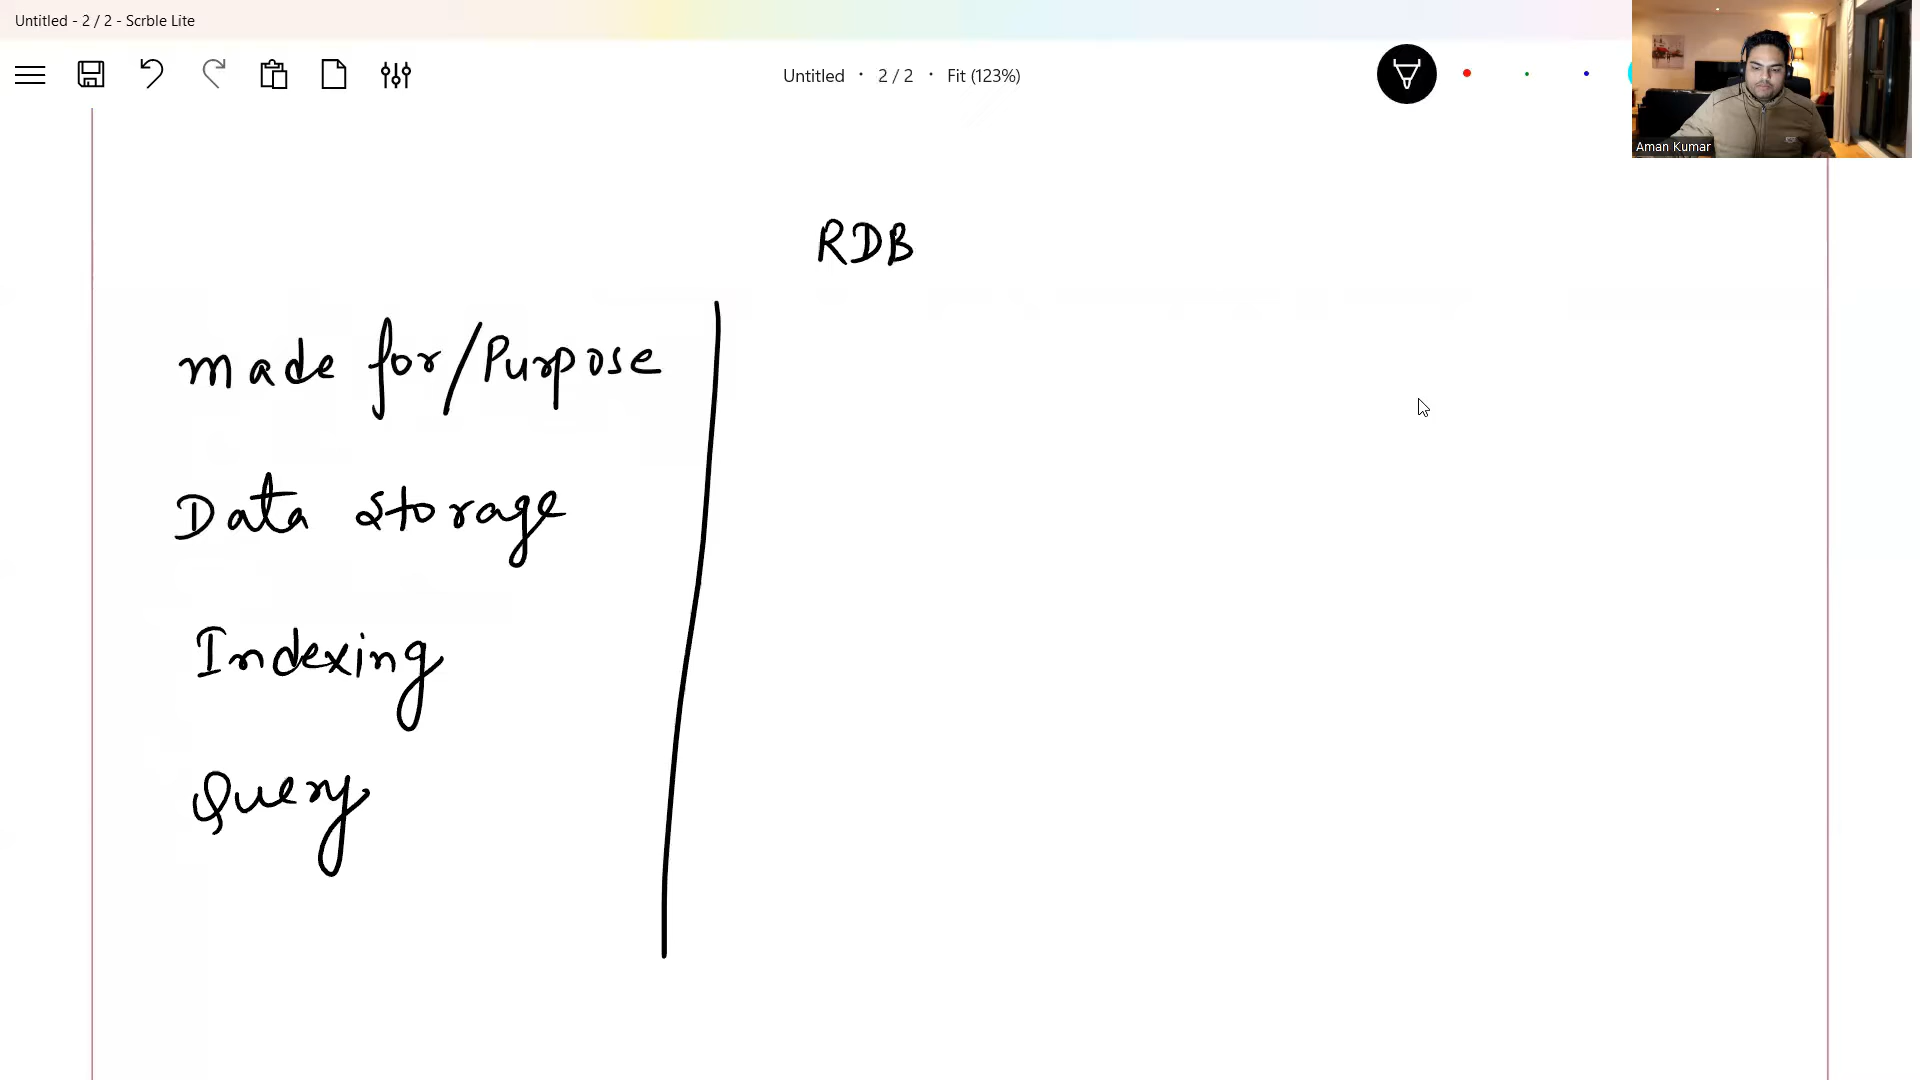 Untitled - 2 / 2 - Scrble Lite
Untitled · 2 / 2 · Fit (123%)
Aman Kumar
RDB
made for/Purpose
Data Storage
Indexing
Query